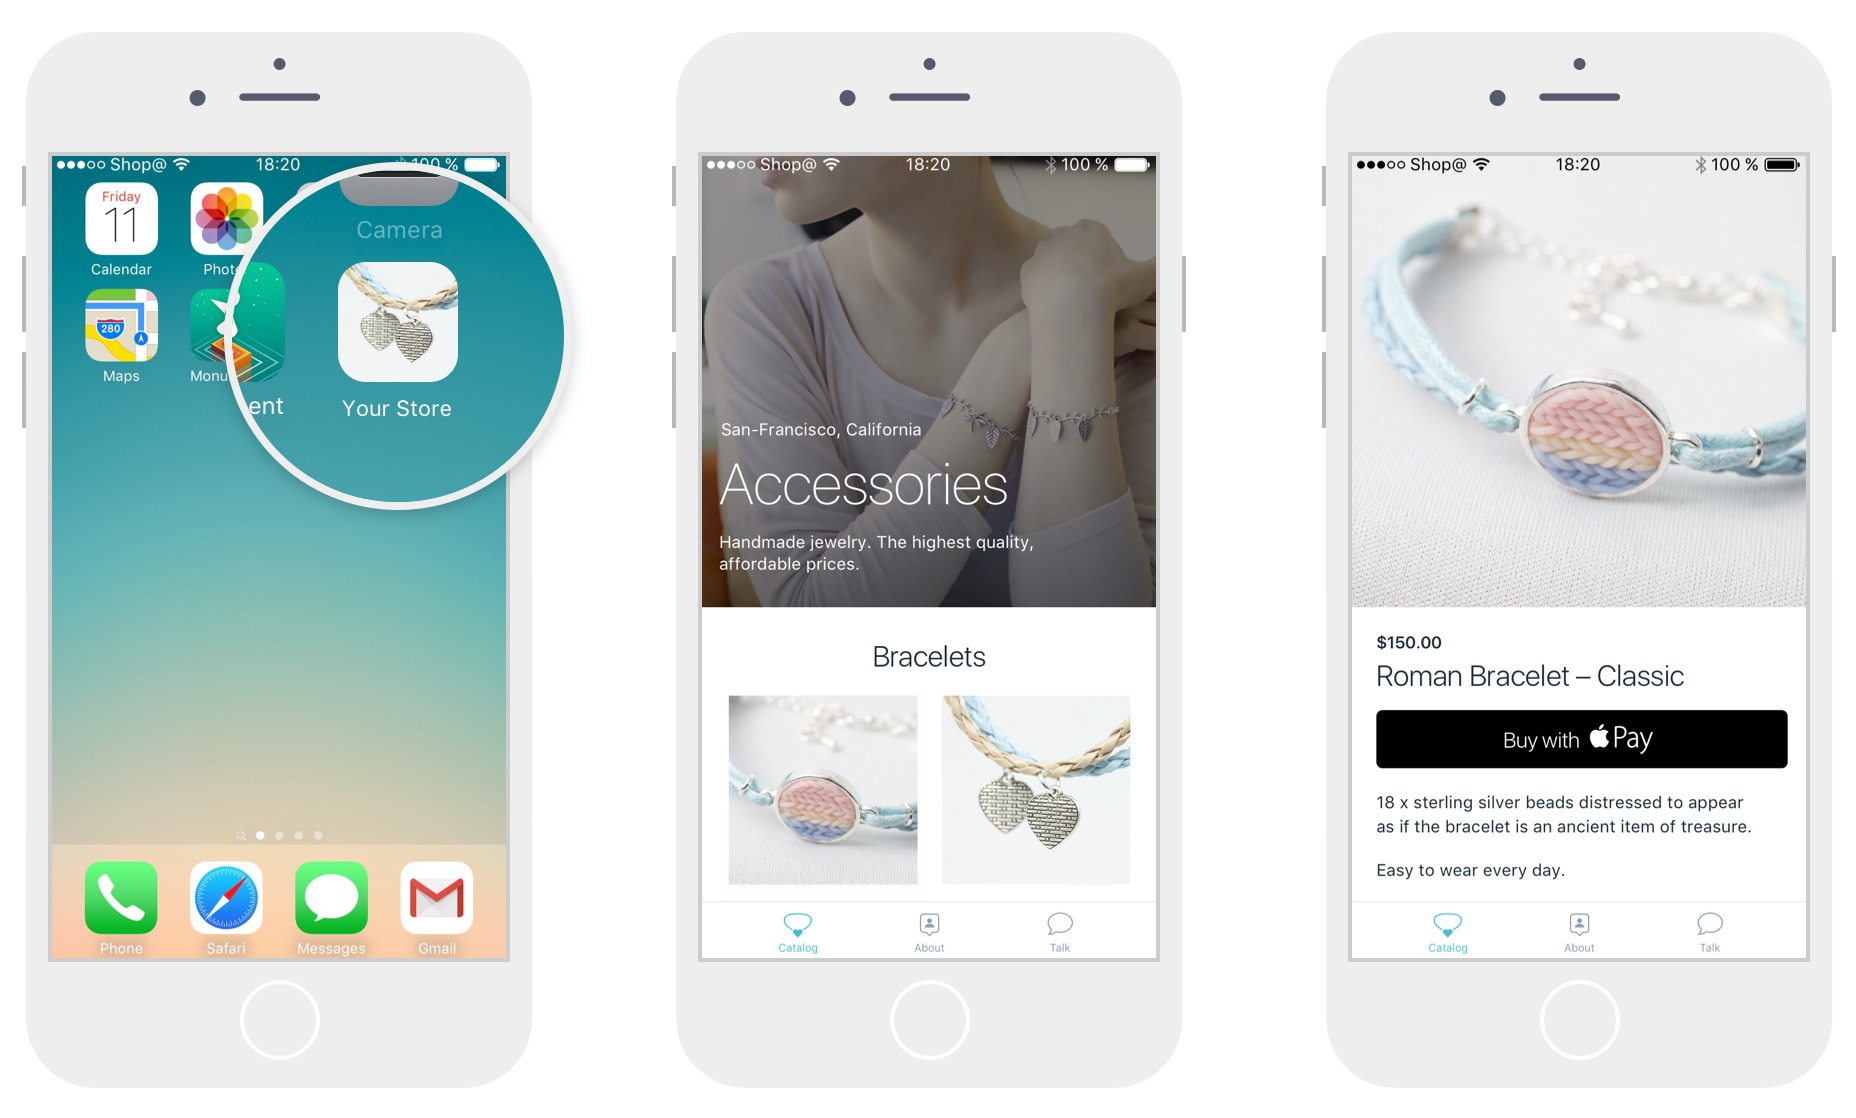 Shop@ 18:20 100 %
Friday
11
Calendar
Camera
280
Maps
Your Store
Phone
Safari
Messages
Gmail
Shop@ 18:20 100 %
San-Francisco, California
Accessories
Handmade jewelry. The highest quality,
affordable prices.
Bracelets
Catalog
About
Talk
Shop@ 18:20 100 %
$150.00
Roman Bracelet – Classic
Buy with Pay
18 x sterling silver beads distressed to appear
as if the bracelet is an ancient item of treasure.
Easy to wear every day.
Catalog
About
Talk